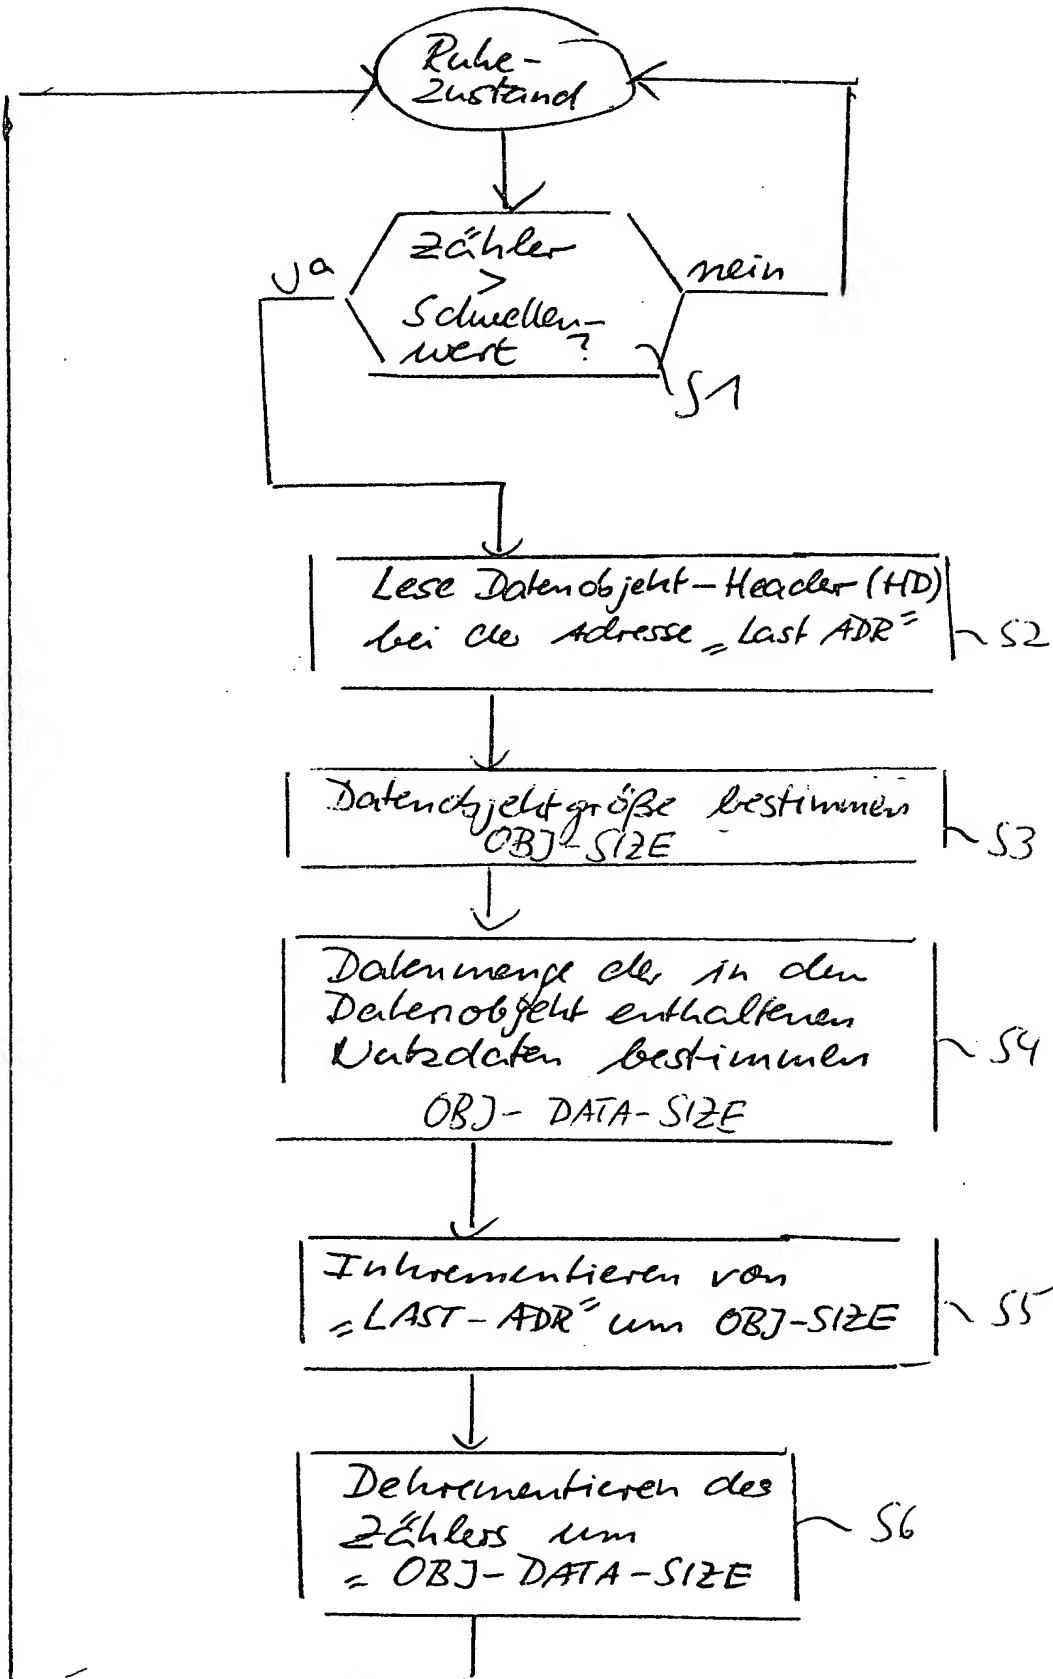 Ruhe-
zustand
Zähler
>
Schwellen-
wert ?
ja
nein
S1
Lese Datenobjekt-Header (HD)
bei der Adresse "Last ADR"
S2
Datenobjektgröße bestimmen
OBJ-SIZE
S3
Datenmenge der in den
Datenobjekt enthaltenen
Nutzdaten bestimmen
OBJ-DATA-SIZE
S4
Inkrementieren von
"LAST-ADR" um OBJ-SIZE
S5
Dekrementieren des
Zählers um
"OBJ-DATA-SIZE
S6